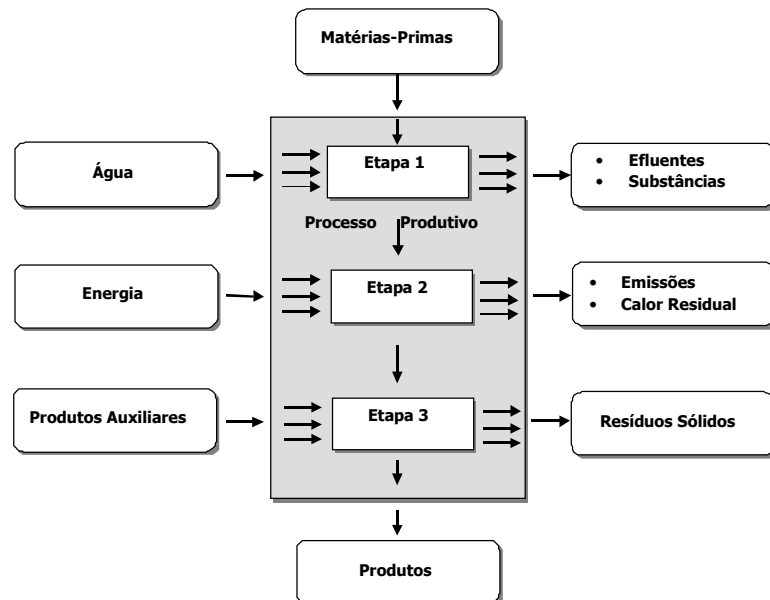 Matérias-Primas
Água
Etapa 1
• Efluentes
• Substâncias
Processo Produtivo
Energia
Etapa 2
• Emissões
• Calor Residual
Produtos Auxiliares
Etapa 3
Resíduos Sólidos
Produtos